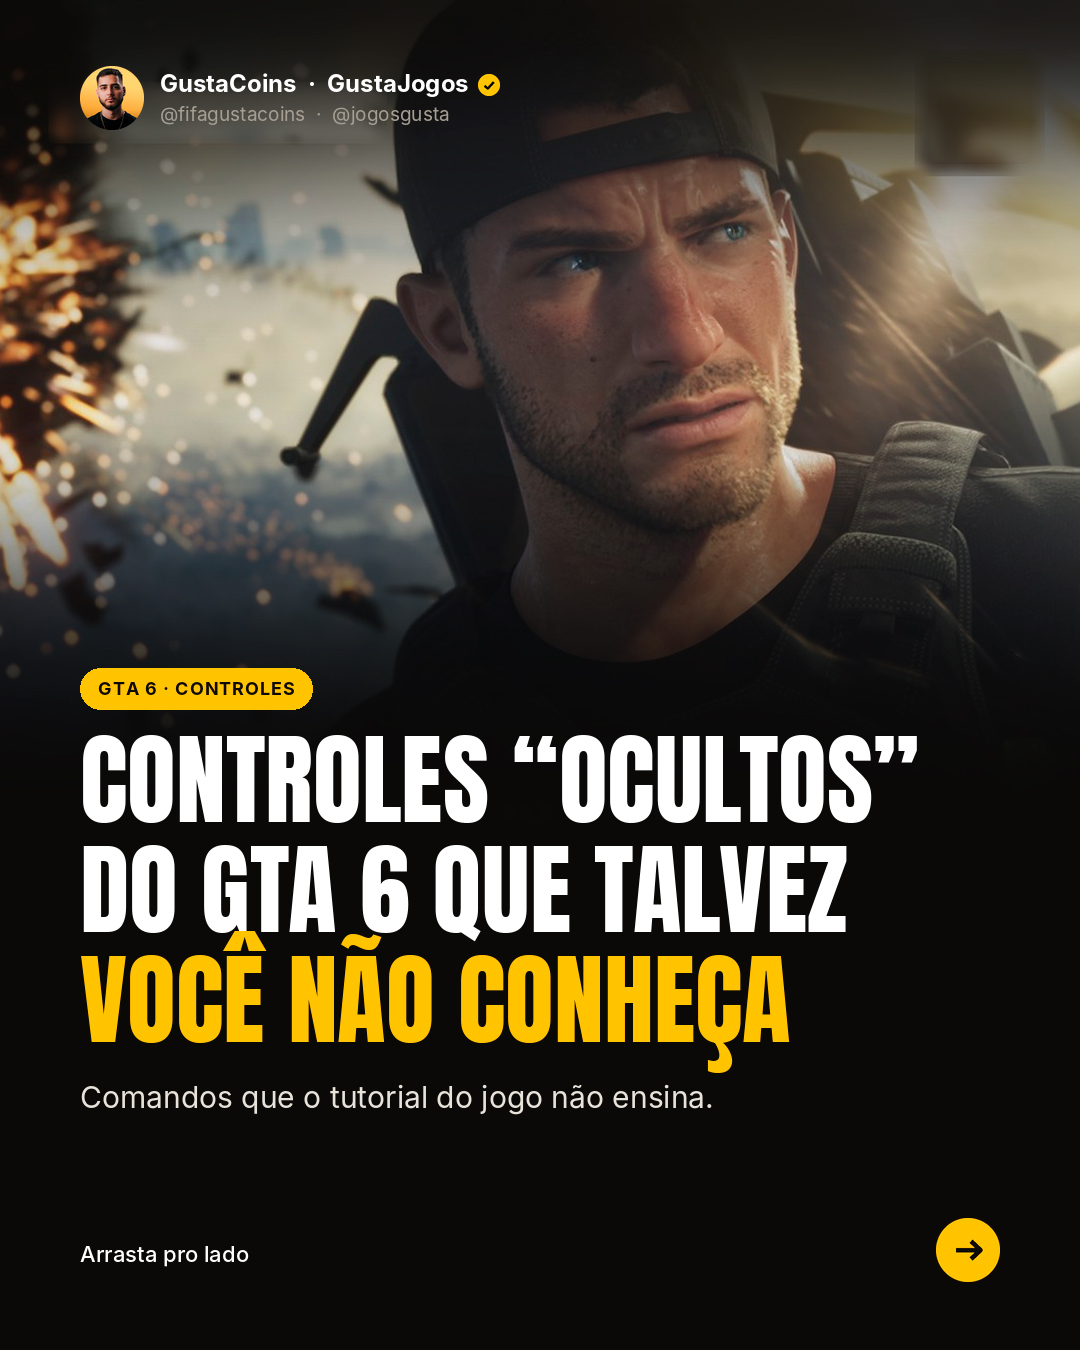 GustaCoins · GustaJogos
@fifagustacoins · @jogosgusta
GTA 6 · CONTROLES
CONTROLES “OCULTOS”
DO GTA 6 QUE TALVEZ
VOCÊ NÃO CONHEÇA
Comandos que o tutorial do jogo não ensina.
Arrasta pro lado